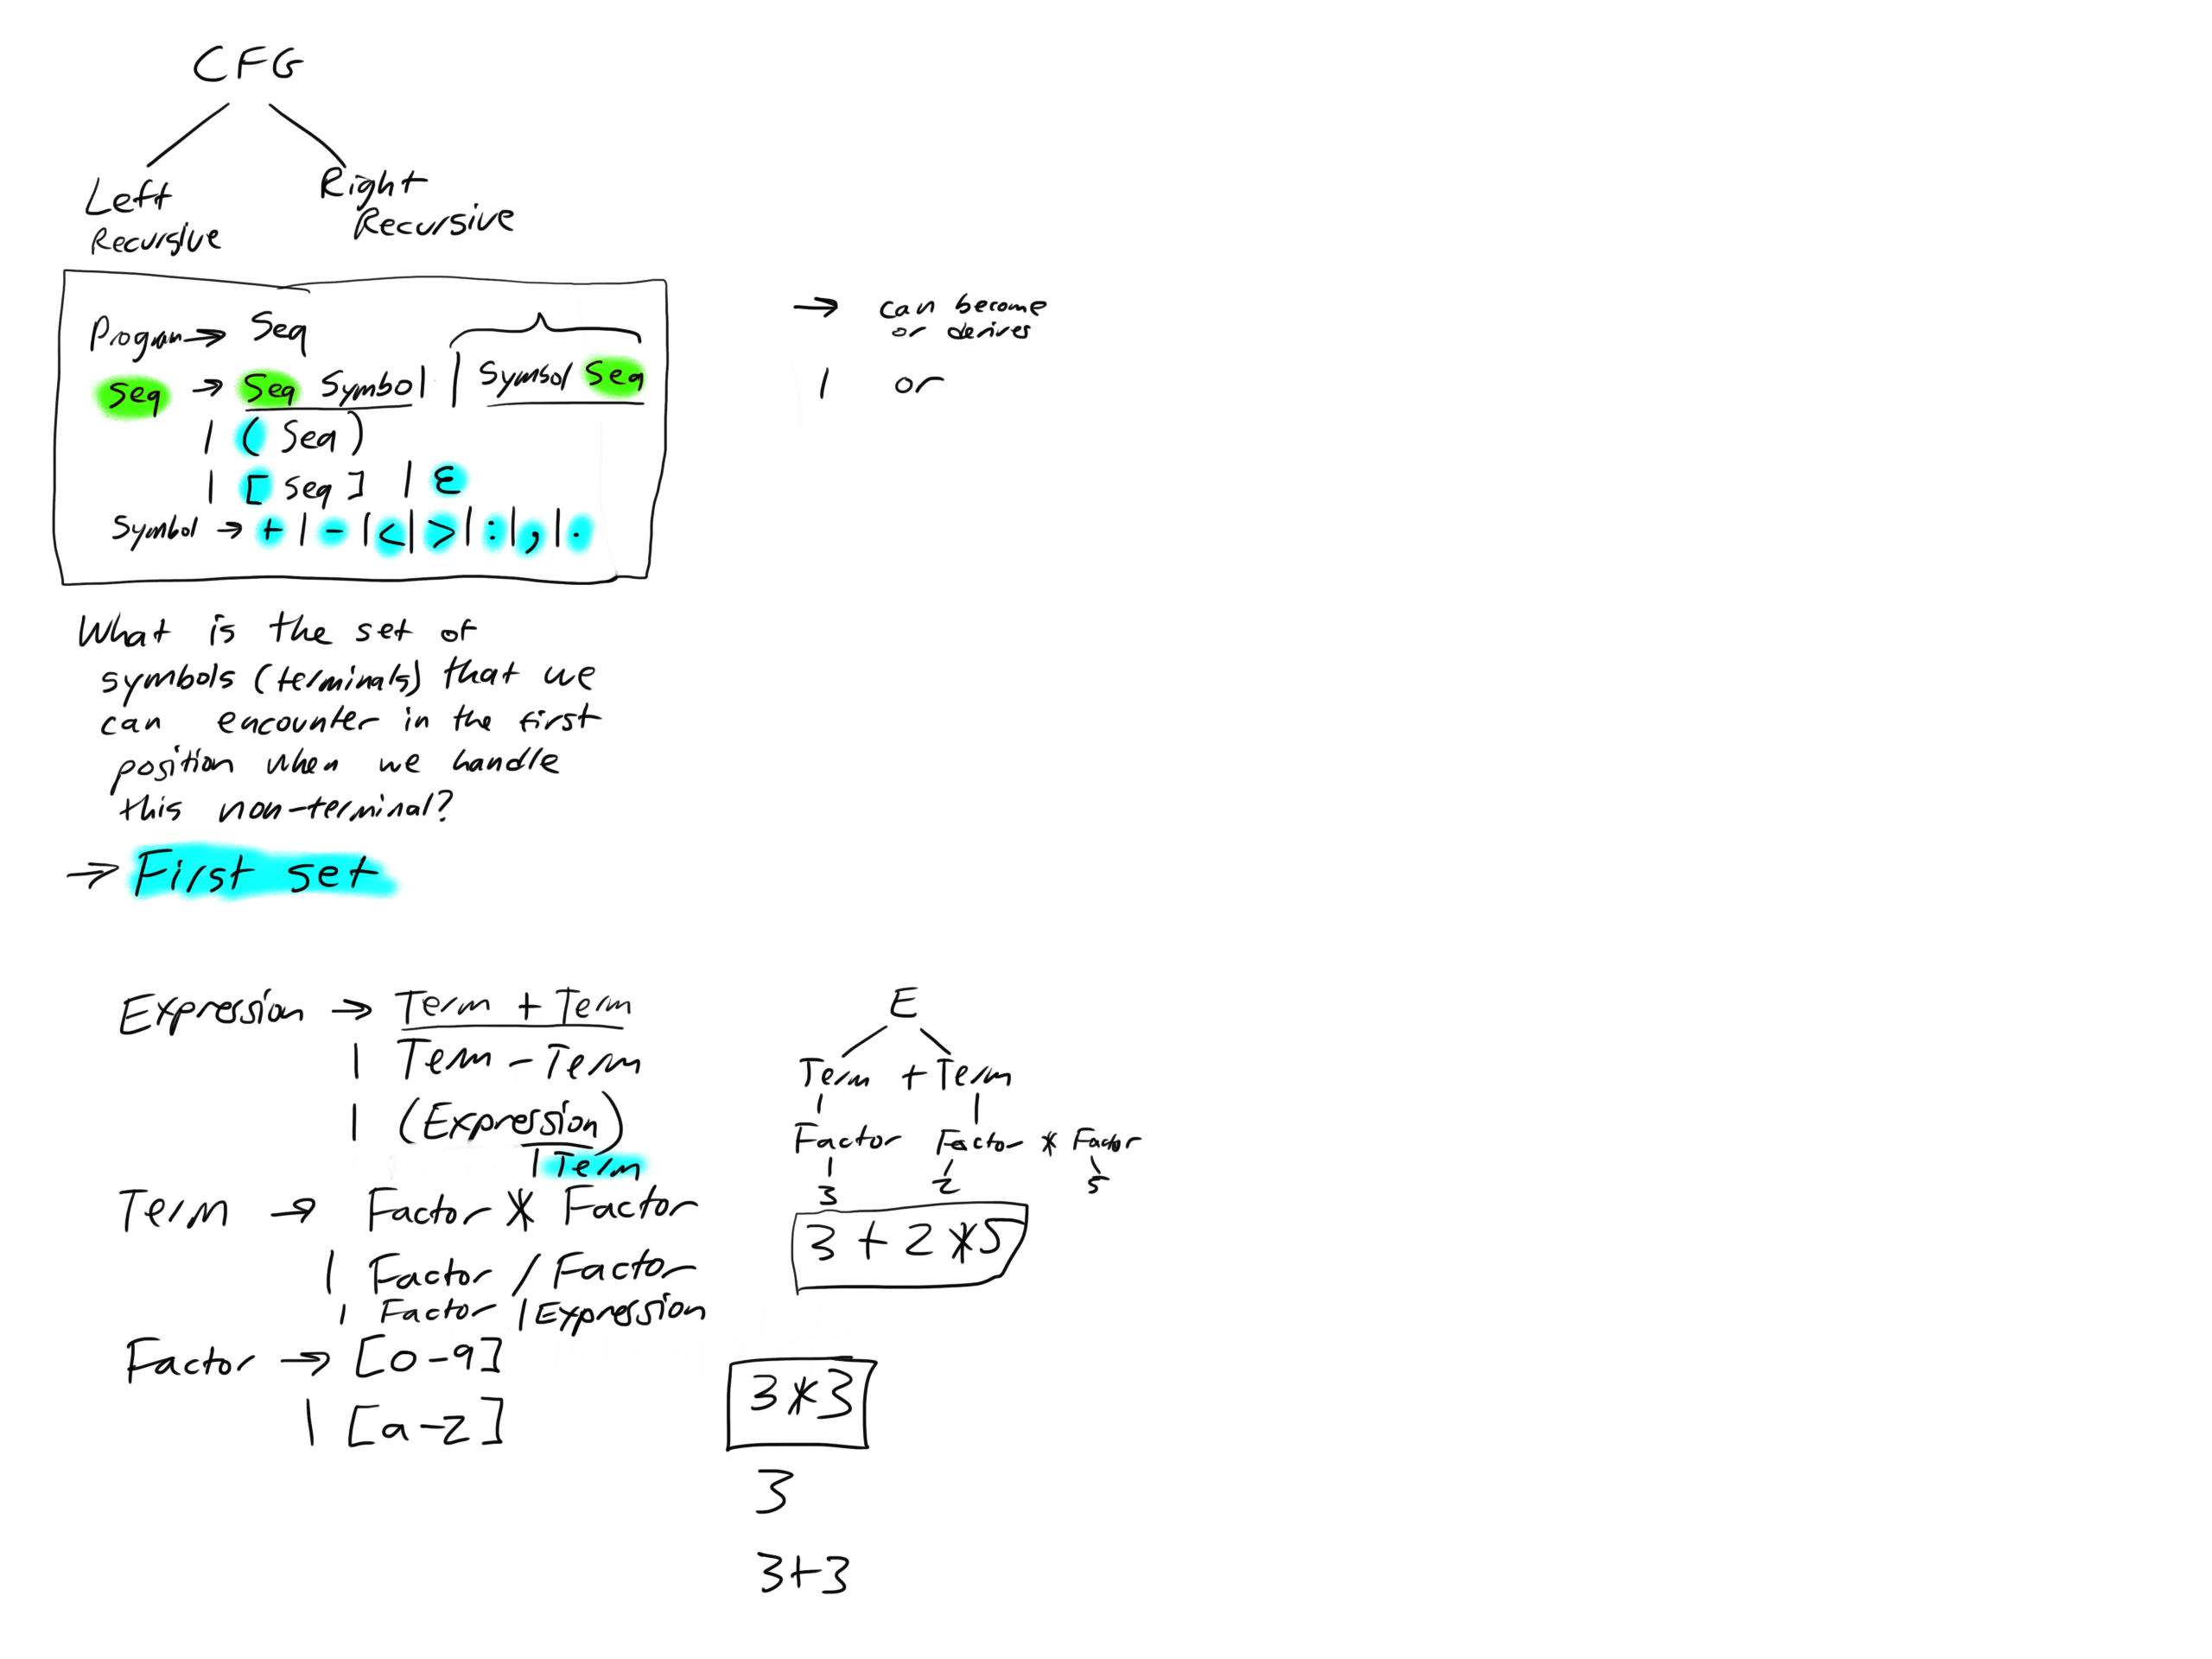 CFG
Left
Recursive
Right
Recursive
Program → Seq
Seq → Seq Symbol | Symbol Seq
| ( Seq )
| [ Seq ] | ε
Symbol → + | - | < | > | : | , | .
→ can become
or derives
| or
What is the set of
symbols (terminals) that we
can encounter in the first
position when we handle
this non-terminal?
→ First set
Expression → Term + Term
| Term - Term
| (Expression)
| Term
Term → Factor * Factor
| Factor / Factor
| Factor | Expression
Factor → [0-9]
| [a-z]
E
Term + Term
Factor Factor * Factor
3 2 5
3 + 2 * 5
3 * 3
3
3+3